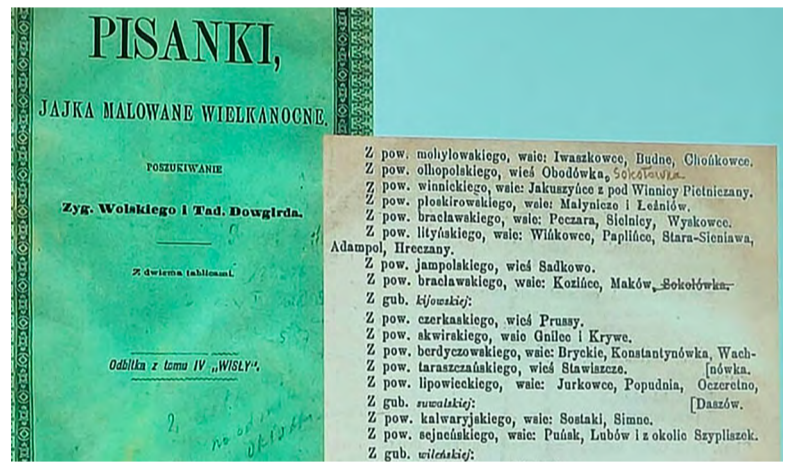 PISANKI,
JAJKA MALOWANE WIELKANOCNE.
POSZUKIWANIE
Zyg. Wolskiego i Tad. Dowgirda.
Z dwiema tablicami.
Odbitka z tomu IV „WISŁY“.
Z pow. mohylowskiego, wsie: Iwaszkowce, Budne, Chońkowce.
Z pow. olhopolskiego, wieś Obodówka, Sokołówka
Z pow. winnickiego, wsie: Jakuszyńce z pod Winnicy Pietniczany.
Z pow. płoskirowskiego, wsie: Małynicze i Leźniów.
Z pow. bracławskiego, wsie: Peczara, Sielnicy, Wyskowce.
Z pow. lityńskiego, wsie: Wińkowce, Paplińce, Stara-Sieniawa,
Adampol, Hreczany.
Z pow. jampolskiego, wieś Sadkowo.
Z pow. bracławskiego, wsie: Kozińce, Maków, Sokołówka,
Z gub. kijowskiej:
Z pow. czerkaskiego, wieś Prussy.
Z pow. skwirskiego, wsie Gnilec i Krywe.
Z pow. berdyczowskiego, wsie: Bryckie, Konstantynówka, Wach-
Z pow. taraszczańskiego, wieś Stawiszcze. [nówka.
Z pow. lipowieckiego, wsie: Jurkowce, Popudnia, Oczeretno,
Z gub. suwalskiej: [Daszów.
Z pow. kalwaryjskiego, wsie: Sostaki, Simno.
Z pow. sejneńskiego, wsie: Puńsk, Lubów i z okolic Szypliszek.
Z gub. wileńskiej: